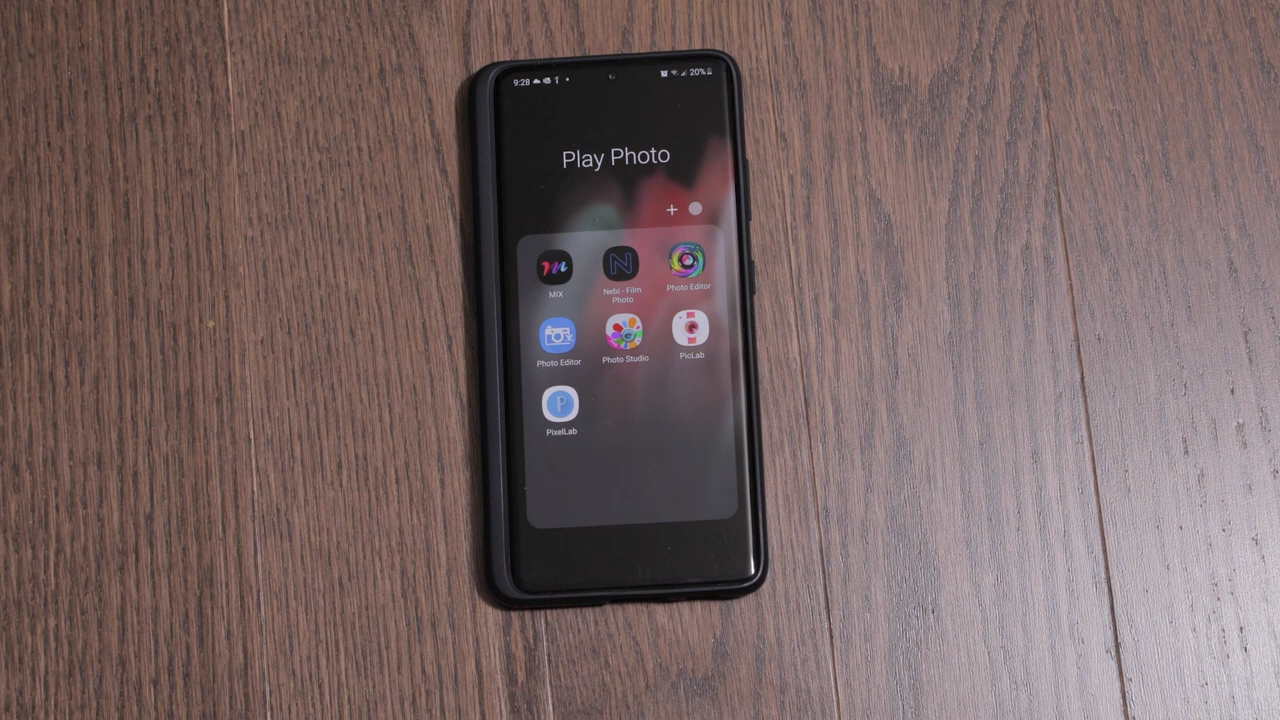 9:28 20%
Play Photo
MIX Nebi - Film Photo Photo Editor
Photo Editor Photo Studio PicLab
P
PixelLab